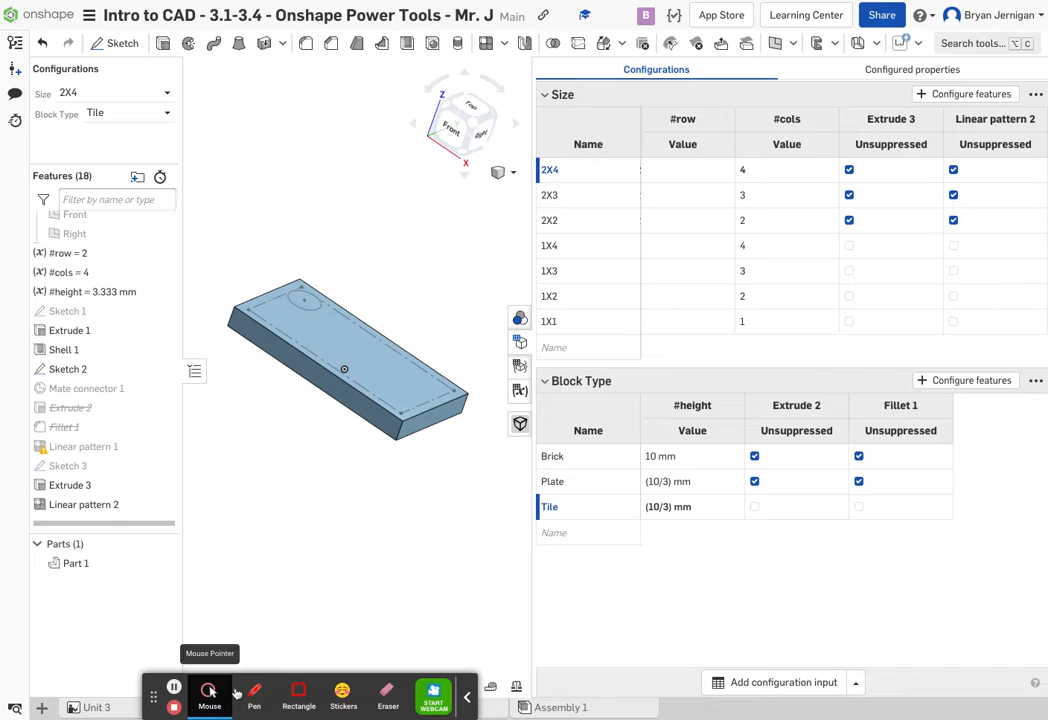 onshape Intro to CAD - 3.1-3.4 - Onshape Power Tools - Mr. J Main B App Store Learning Center Share Bryan Jernigan
Sketch Search tools... ⌥ C
Configurations
Size 2X4
Block Type Tile
Features (18)
Filter by name or type
Front
Right
(x) #row = 2
(x) #cols = 4
(x) #height = 3.333 mm
Sketch 1
Extrude 1
Shell 1
Sketch 2
Mate connector 1
Extrude 2
Fillet 1
Linear pattern 1
Sketch 3
Extrude 3
Linear pattern 2
Parts (1)
Part 1
Z
Top
Front
Right
X
Configurations Configured properties
Size + Configure features
Name #row #cols Extrude 3 Linear pattern 2
Value Value Unsuppressed Unsuppressed
2X4 4
2X3 3
2X2 2
1X4 4
1X3 3
1X2 2
1X1 1
Name
Block Type + Configure features
Name #height Extrude 2 Fillet 1
Value Unsuppressed Unsuppressed
Brick 10 mm
Plate (10/3) mm
Tile (10/3) mm
Name
Add configuration input
Mouse Pointer
Mouse Pen Rectangle Stickers Eraser START WEBCAM
Unit 3 Assembly 1